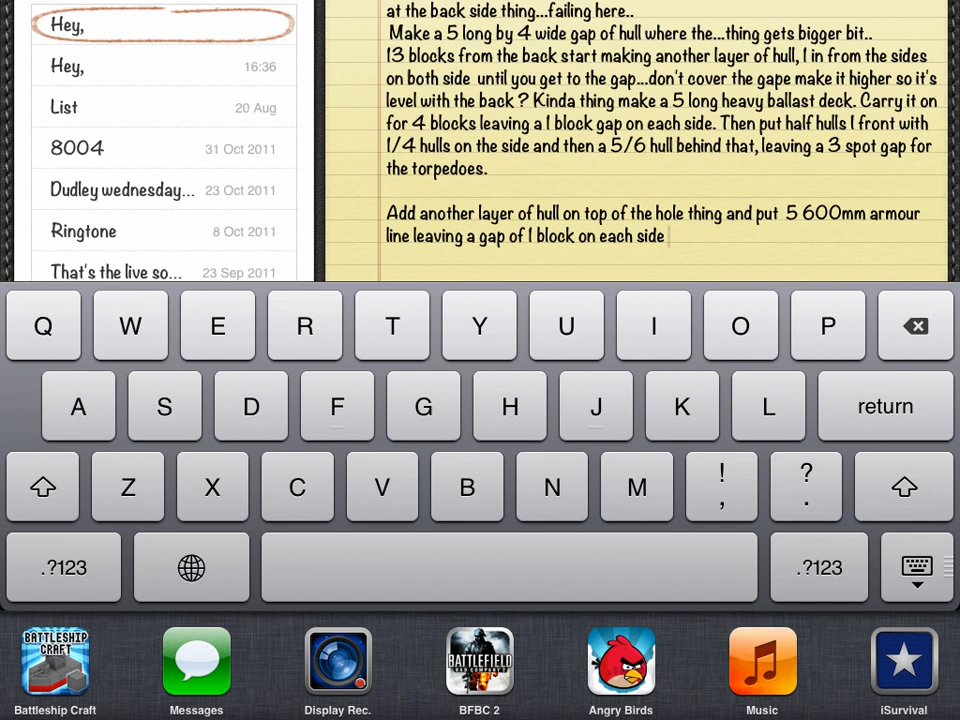 Hey,
Hey, 16:36
List 20 Aug
8004 31 Oct 2011
Dudley wednesday... 23 Oct 2011
Ringtone 8 Oct 2011
That's the live so... 23 Sep 2011
at the back side thing...failing here..
Make a 5 long by 4 wide gap of hull where the...thing gets bigger bit..
13 blocks from the back start making another layer of hull, 1 in from the sides
on both side until you get to the gap...don't cover the gape make it higher so it's
level with the back ? Kinda thing make a 5 long heavy ballast deck. Carry it on
for 4 blocks leaving a 1 block gap on each side. Then put half hulls 1 front with
1/4 hulls on the side and then a 5/6 hull behind that, leaving a 3 spot gap for
the torpedoes.
Add another layer of hull on top of the hole thing and put 5 600mm armour
line leaving a gap of 1 block on each side
Q W E R T Y U I O P
A S D F G H J K L return
Z X C V B N M ! , ? .
.?123 .?123
BATTLESHIP CRAFT
BATTLEFIELD
BAD COMPANY 2
Battleship Craft Messages Display Rec. BFBC 2 Angry Birds Music iSurvival